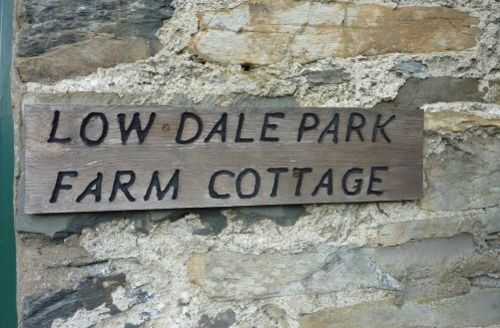 LOW DALE PARK
FARM COTTAGE